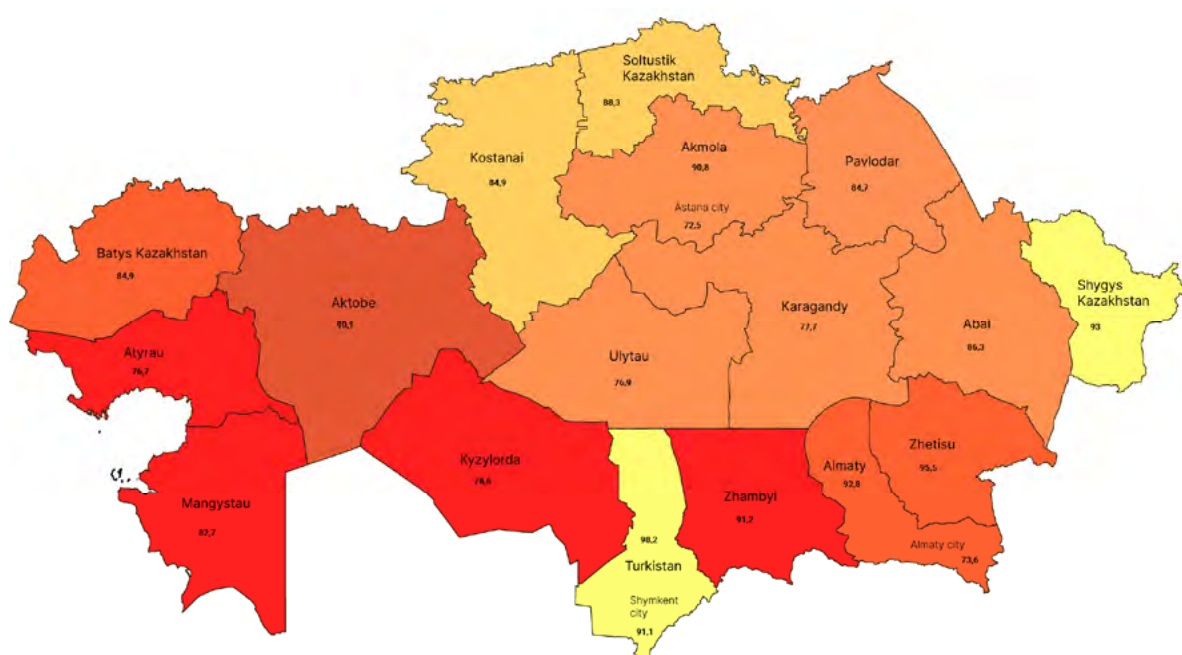 Soltustik
Kazakhstan
88,3
Kostanai
84,9
Akmola
90,8
Astana city
72,5
Pavlodar
84,7
Batys Kazakhstan
84,9
Aktobe
90,1
Atyrau
76,7
Ulytau
76,9
Karagandy
77,7
Abai
86,3
Shygys
Kazakhstan
93
Mangystau
82,7
Kyzylorda
78,6
98,2
Turkistan
Shymkent
city
91,1
Zhambyl
91,2
Almaty
92,8
Zhetisu
95,5
Almaty city
73,6